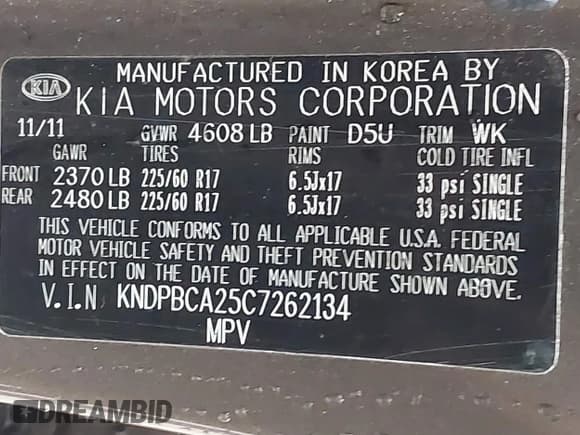 MANUFACTURED IN KOREA BY
KIA KIA MOTORS CORPORATION
11/11 GVWR 4608 LB PAINT D5U TRIM WK
GAWR TIRES RIMS COLD TIRE INFL
FRONT 2370 LB 225/60 R17 6.5Jx17 33 psi SINGLE
REAR 2480 LB 225/60 R17 6.5Jx17 33 psi SINGLE
THIS VEHICLE CONFORMS TO ALL APPLICABLE U.S.A. FEDERAL
MOTOR VEHICLE SAFETY AND THEFT PREVENTION STANDARDS
IN EFFECT ON THE DATE OF MANUFACTURE SHOWN ABOVE.
V.I.N KNDPBCA25C7262134
MPV
DREAMBID